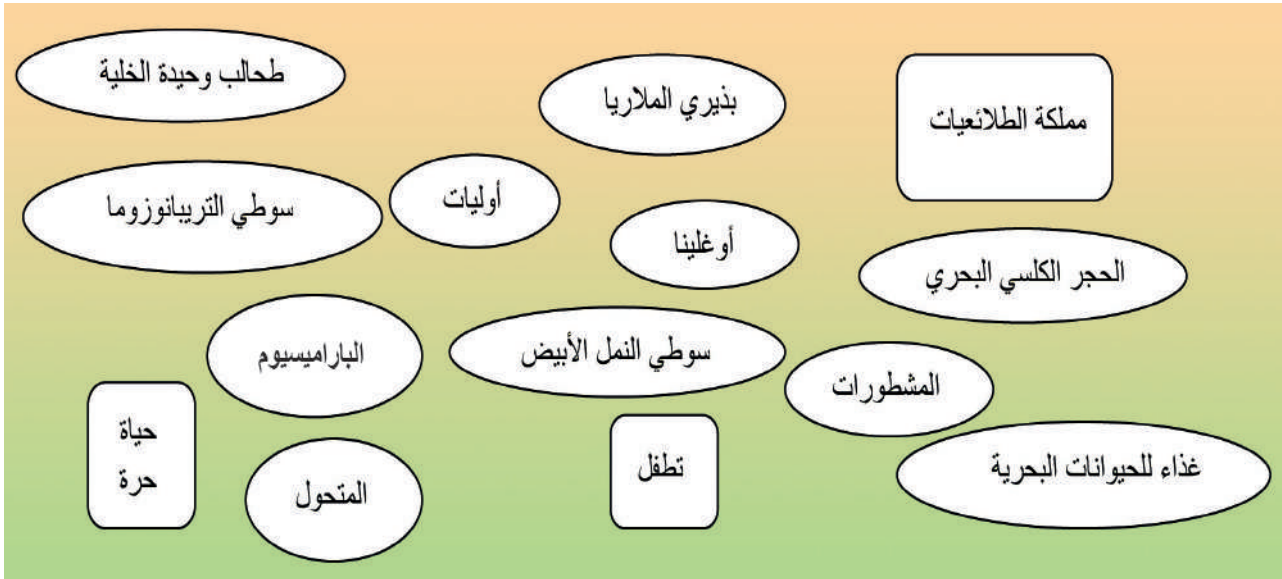 طحالب وحيدة الخلية
بذيري الملاريا
مملكة الطلائعيات
سوطي التريبانوزوما
أوليات
أوغلينا
الحجر الكلسي البحري
الباراميسيوم
سوطي النمل الأبيض
المشطورات
حياة
حرة
المتحول
تطفل
غذاء للحيوانات البحرية